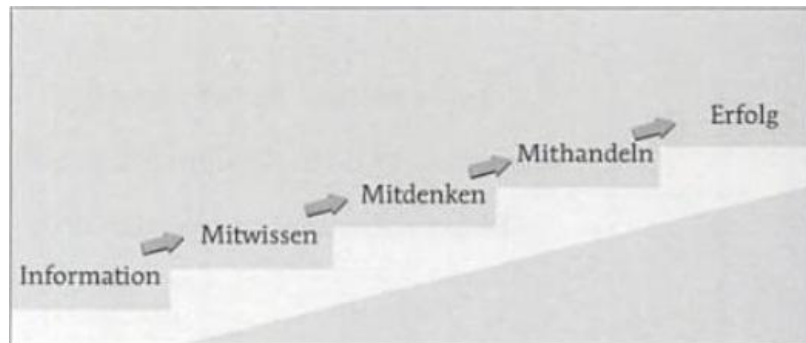 Information
Mitwissen
Mitdenken
Mithandeln
Erfolg